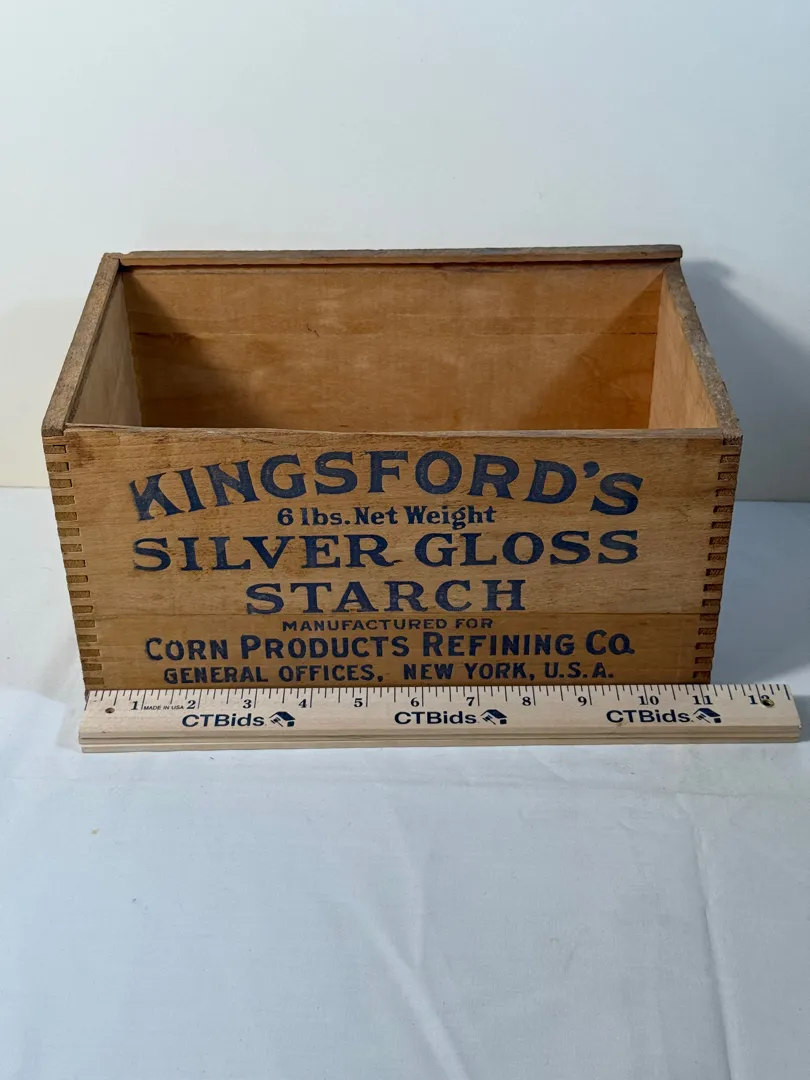 KINGSFORD'S
6 lbs. Net Weight
SILVER GLOSS
STARCH
MANUFACTURED FOR
CORN PRODUCTS REFINING CO.
GENERAL OFFICES, NEW YORK, U.S.A.
1 2 3 4 5 6 7 8 9 10 11
MADE IN USA
CTBids CTBids CTBids